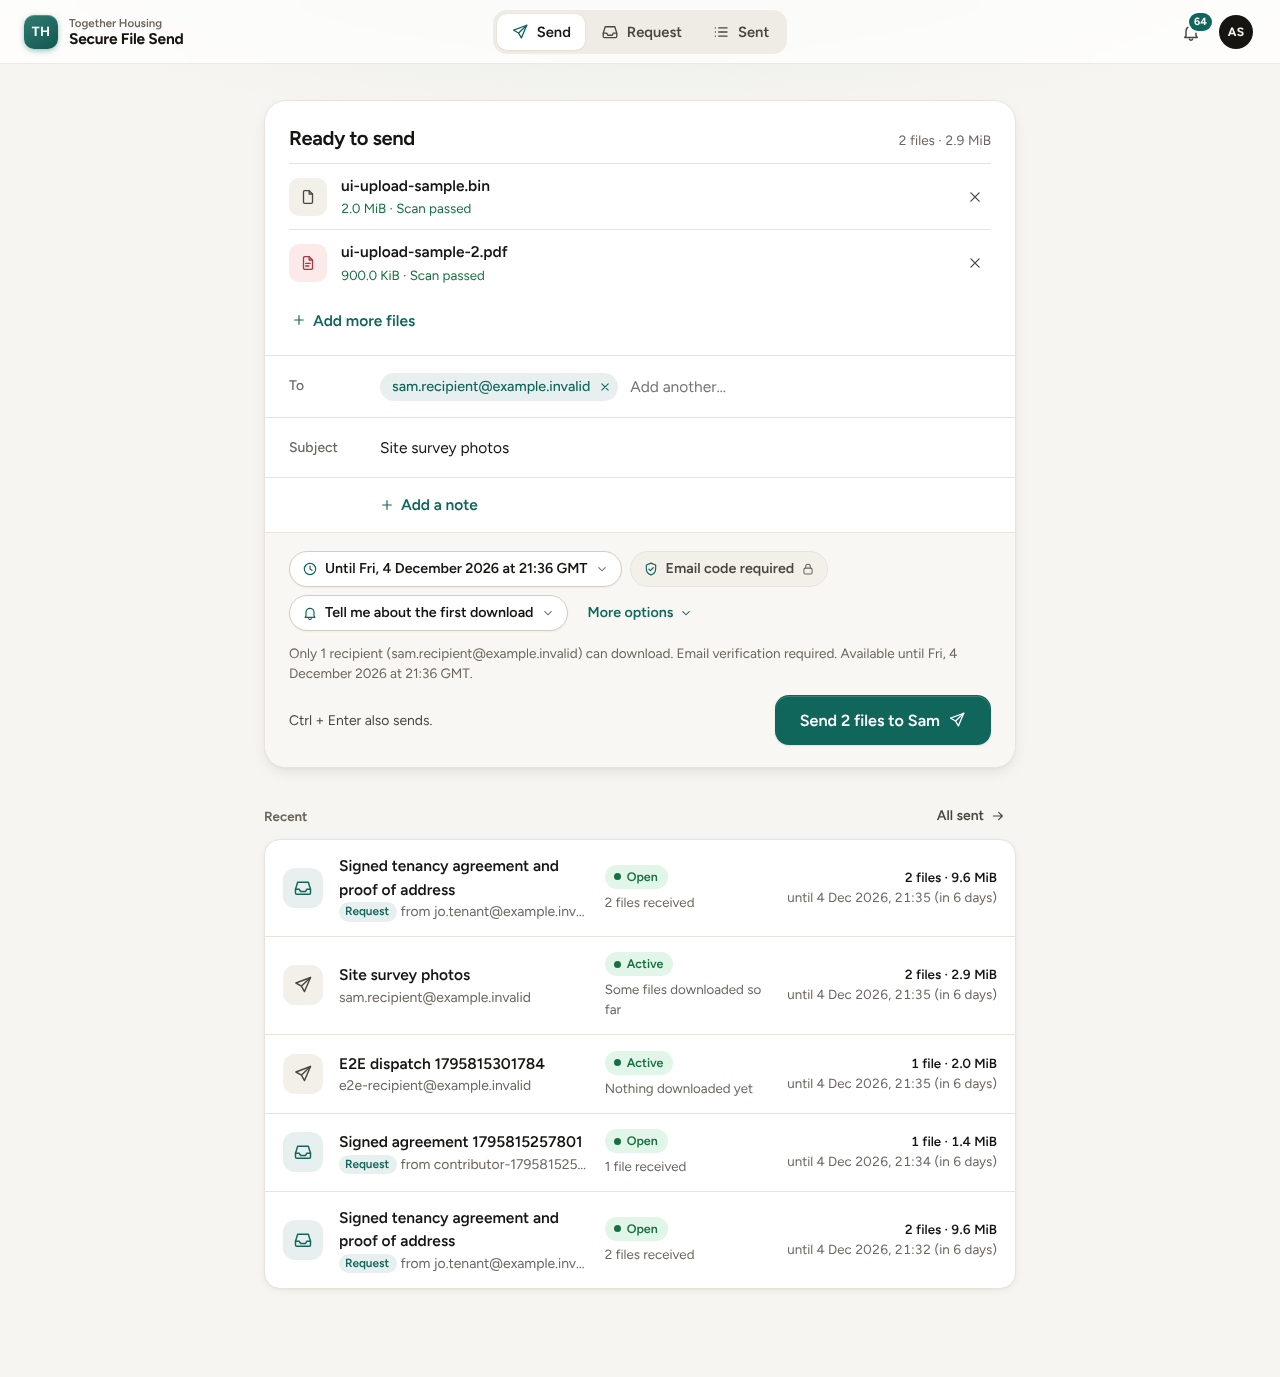 TH
Together Housing
Secure File Send
Send
Request
Sent
64
AS
Ready to send
2 files · 2.9 MiB
ui-upload-sample.bin
2.0 MiB · Scan passed
ui-upload-sample-2.pdf
900.0 KiB · Scan passed
Add more files
To
sam.recipient@example.invalid
Add another...
Subject
Site survey photos
Add a note
Until Fri, 4 December 2026 at 21:36 GMT
Email code required
Tell me about the first download
More options
Only 1 recipient (sam.recipient@example.invalid) can download. Email verification required. Available until Fri, 4
December 2026 at 21:36 GMT.
Ctrl + Enter also sends.
Send 2 files to Sam
Recent
All sent
Signed tenancy agreement and
proof of address
Request from jo.tenant@example.inv...
Open
2 files received
2 files · 9.6 MiB
until 4 Dec 2026, 21:35 (in 6 days)
Site survey photos
sam.recipient@example.invalid
Active
Some files downloaded so
far
2 files · 2.9 MiB
until 4 Dec 2026, 21:35 (in 6 days)
E2E dispatch 1795815301784
e2e-recipient@example.invalid
Active
Nothing downloaded yet
1 file · 2.0 MiB
until 4 Dec 2026, 21:35 (in 6 days)
Signed agreement 1795815257801
Request from contributor-179581525...
Open
1 file received
1 file · 1.4 MiB
until 4 Dec 2026, 21:34 (in 6 days)
Signed tenancy agreement and
proof of address
Request from jo.tenant@example.inv...
Open
2 files received
2 files · 9.6 MiB
until 4 Dec 2026, 21:32 (in 6 days)